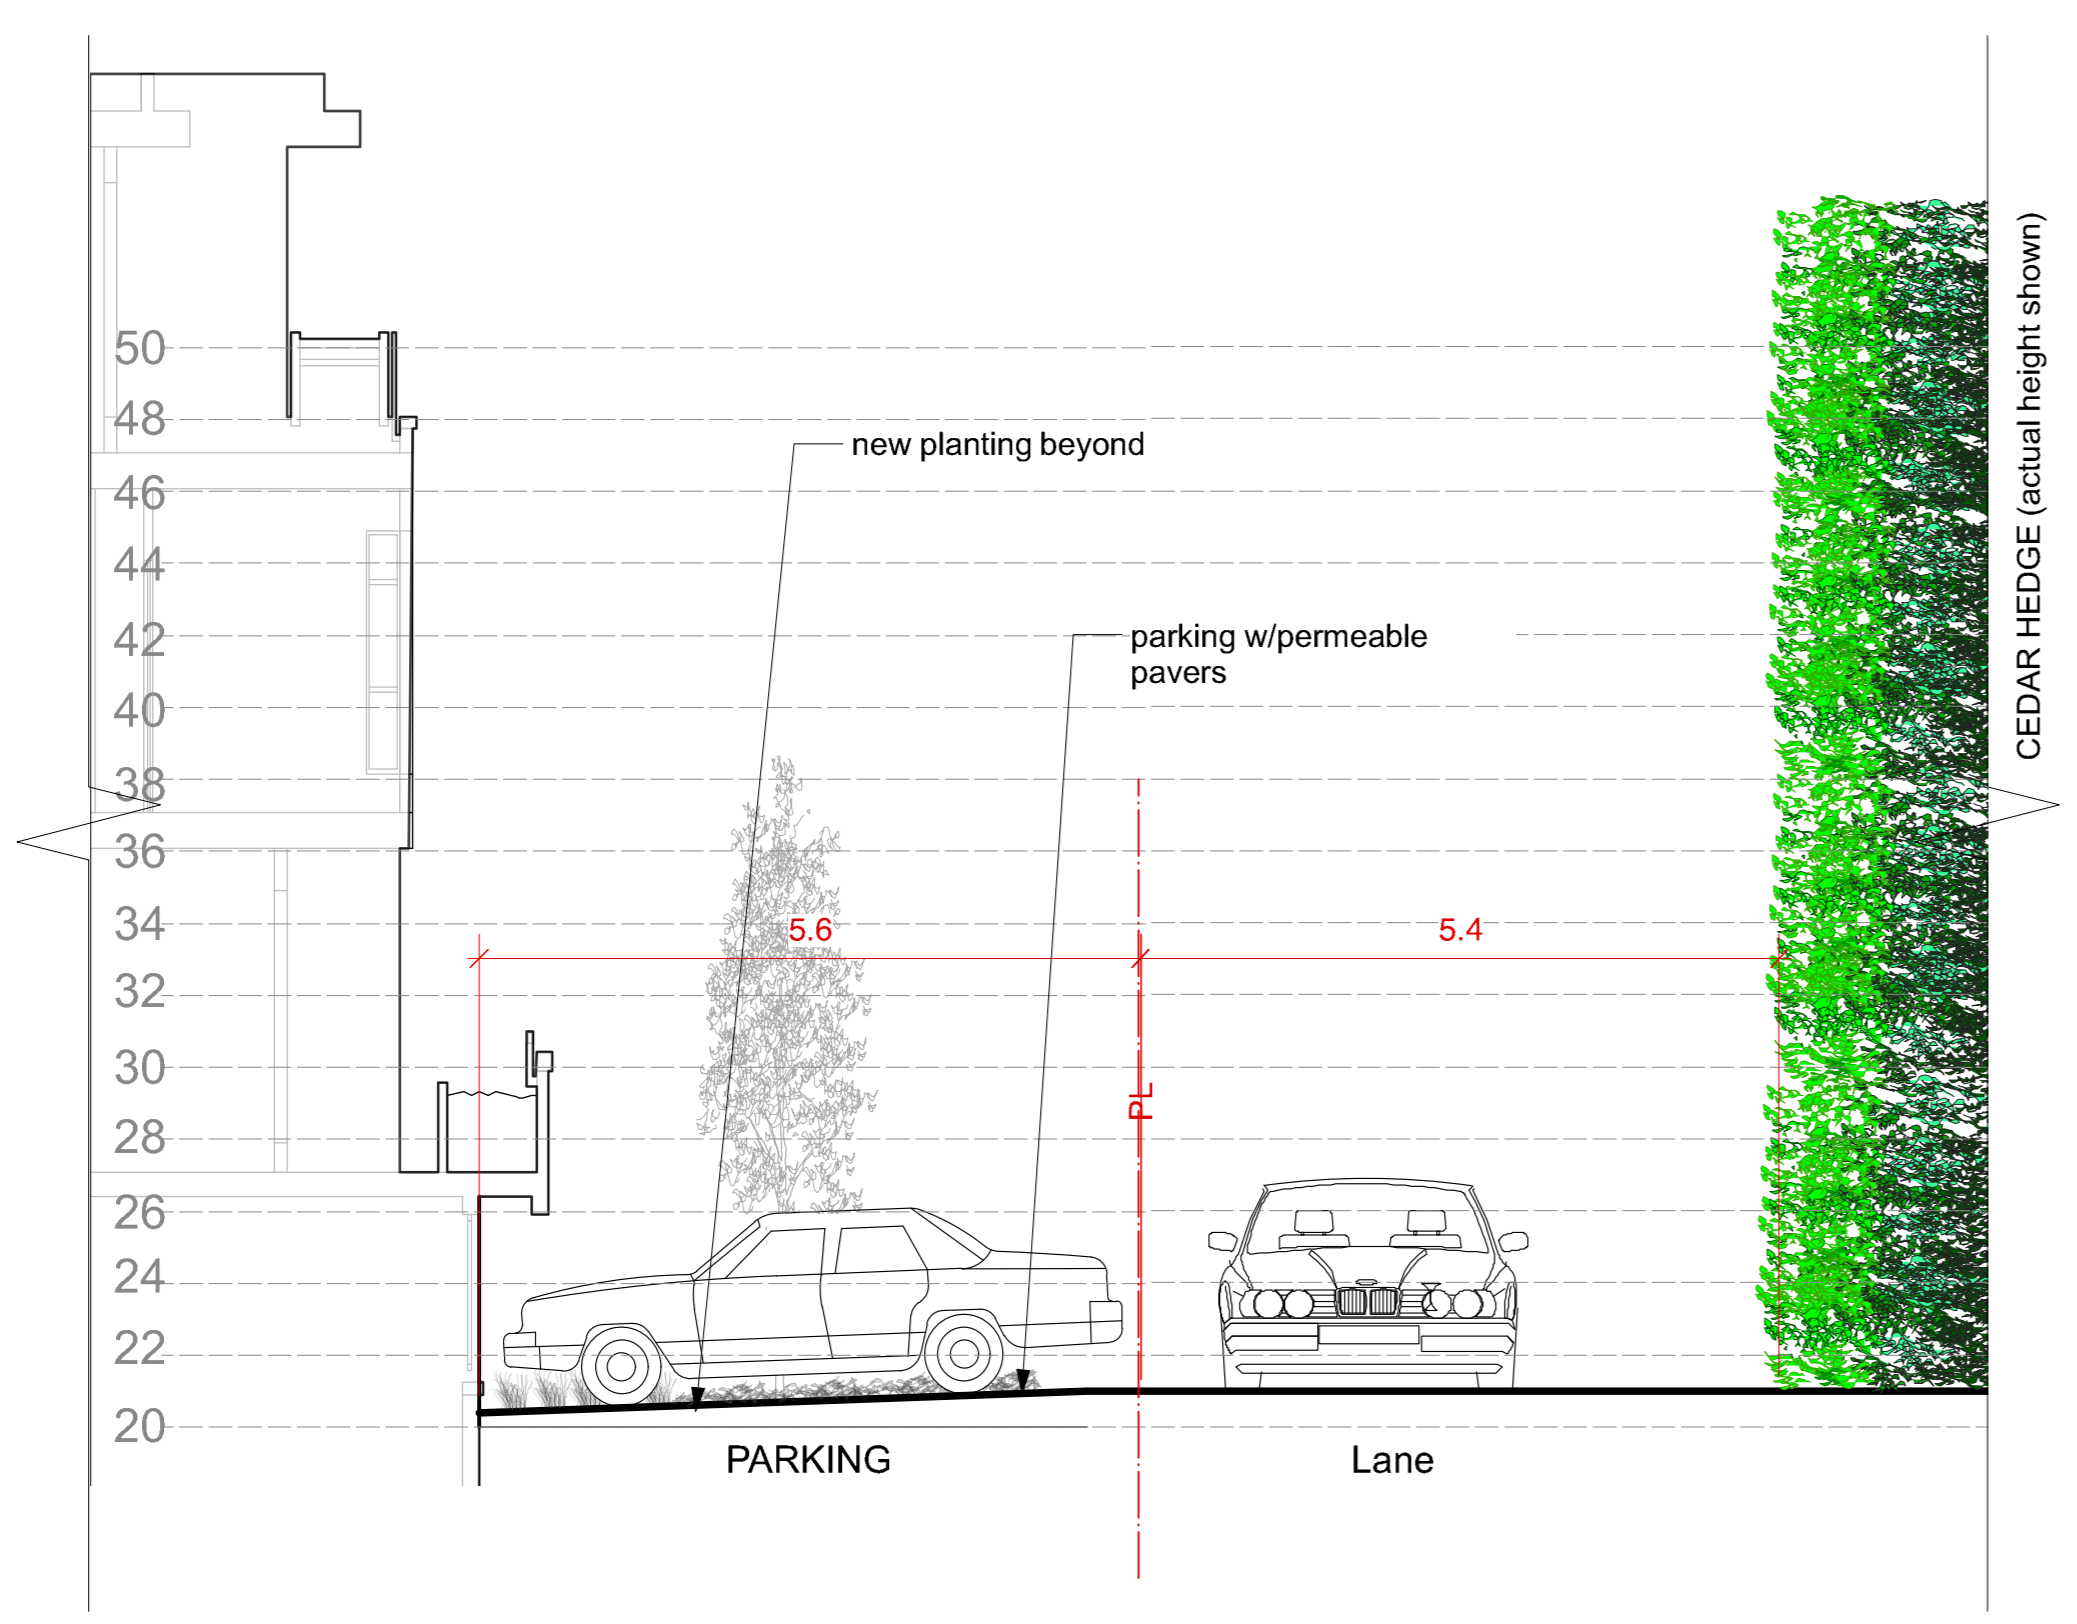 50
48
new planting beyond
46
44
42
parking w/permeable
pavers
40
38
36
34
5.6
5.4
32
30
PL
28
26
24
22
20
PARKING
Lane
CEDAR HEDGE (actual height shown)